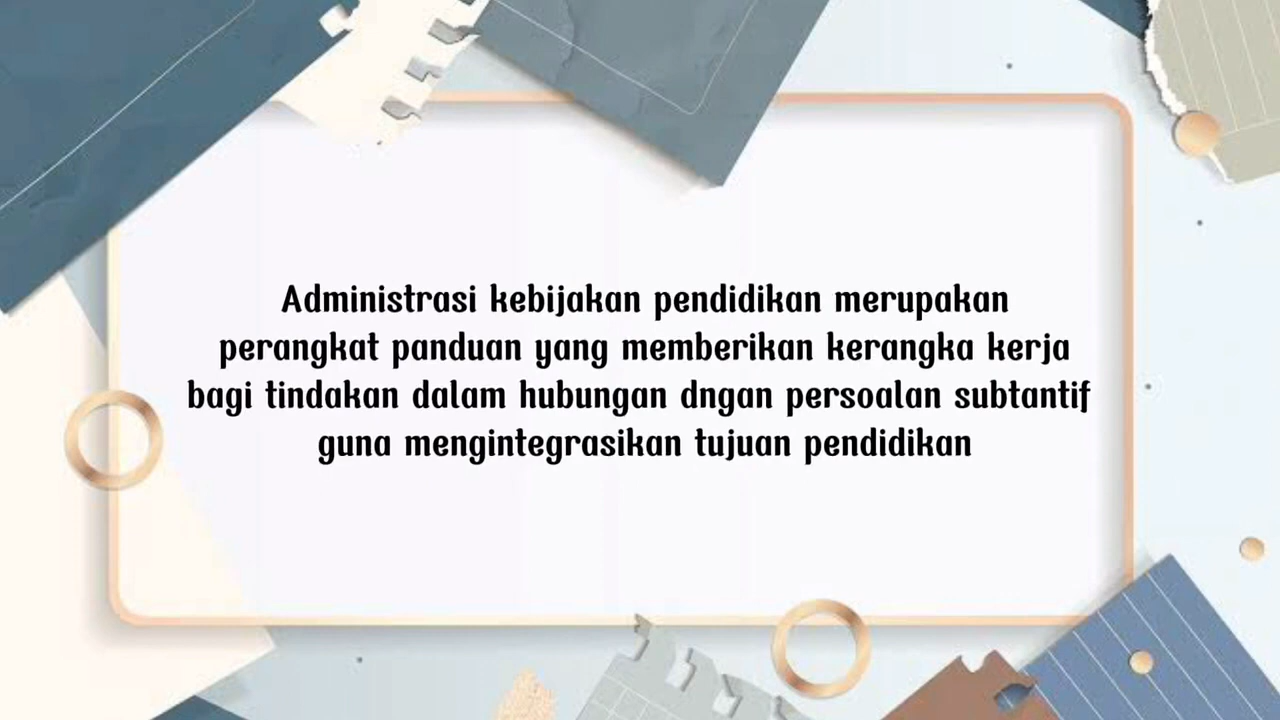 Administrasi kebijakan pendidikan merupakan
perangkat panduan yang memberikan kerangka kerja
bagi tindakan dalam hubungan dngan persoalan subtantif
guna mengintegrasikan tujuan pendidikan